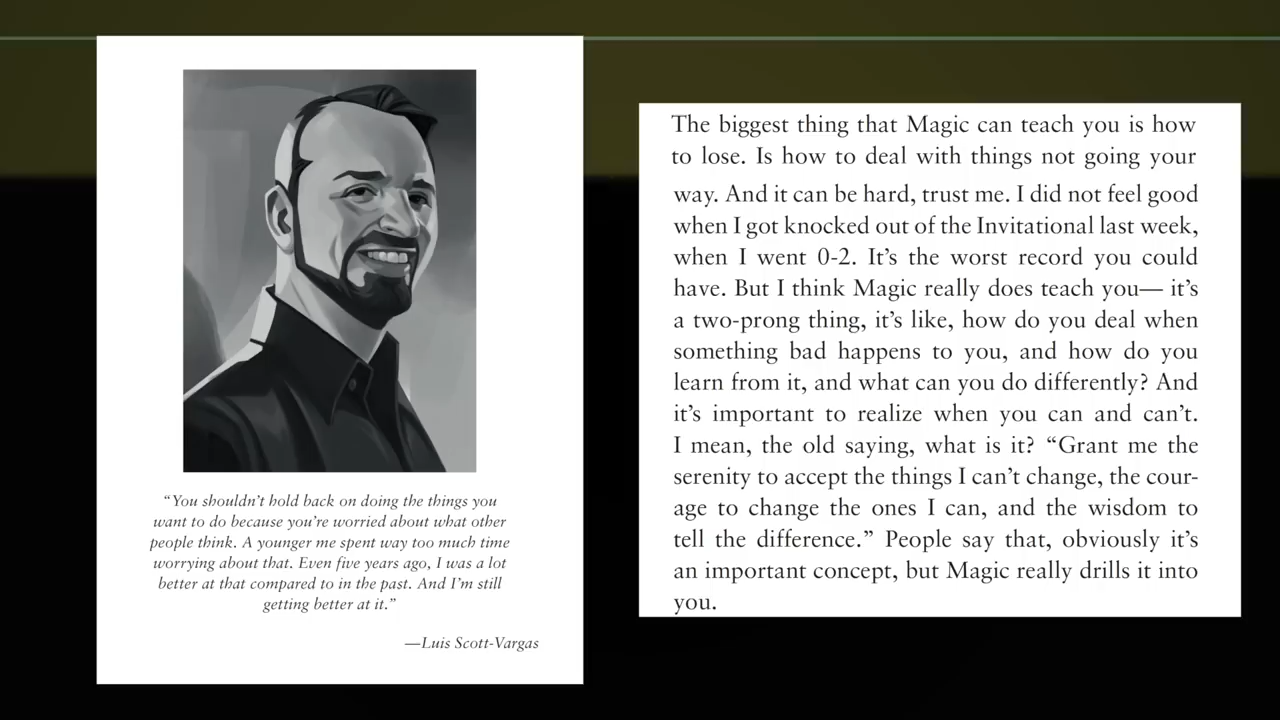 “You shouldn’t hold back on doing the things you
want to do because you’re worried about what other
people think. A younger me spent way too much time
worrying about that. Even five years ago, I was a lot
better at that compared to in the past. And I’m still
getting better at it.”
—Luis Scott-Vargas
The biggest thing that Magic can teach you is how
to lose. Is how to deal with things not going your
way. And it can be hard, trust me. I did not feel good
when I got knocked out of the Invitational last week,
when I went 0-2. It’s the worst record you could
have. But I think Magic really does teach you— it’s
a two-prong thing, it’s like, how do you deal when
something bad happens to you, and how do you
learn from it, and what can you do differently? And
it’s important to realize when you can and can’t.
I mean, the old saying, what is it? “Grant me the
serenity to accept the things I can’t change, the cour-
age to change the ones I can, and the wisdom to
tell the difference.” People say that, obviously it’s
an important concept, but Magic really drills it into
you.